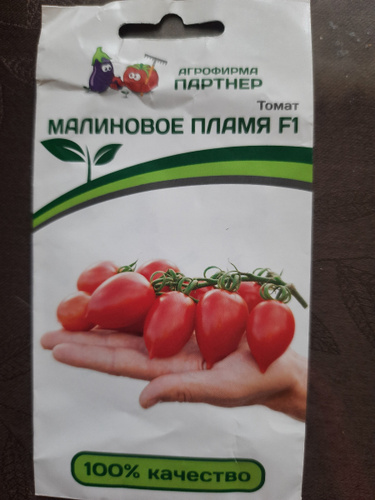 АГРОФИРМА
ПАРТНЕР
Томат
МАЛИНОВОЕ ПЛАМЯ F1
100% качество